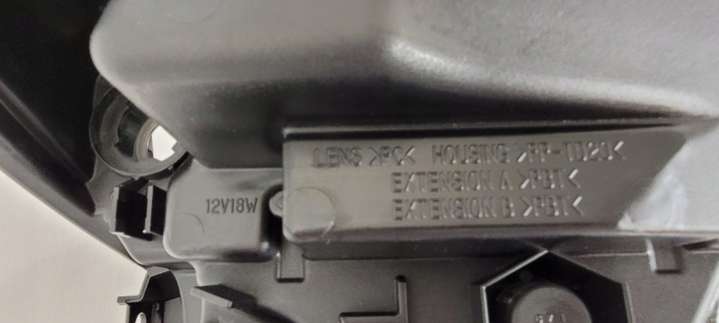 LENS >PC< HOUSING >PP-TD20<
EXTENSION A >PBT<
EXTENSION B >PBT<
12V18W